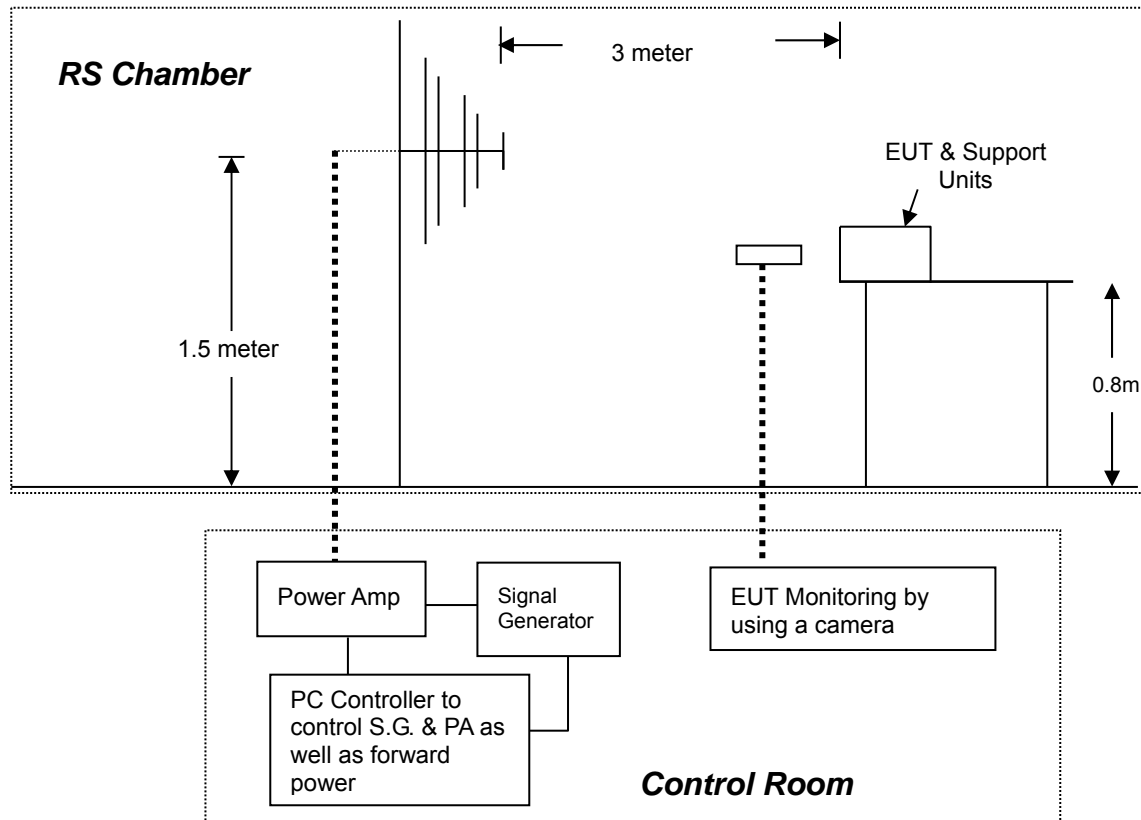 RS Chamber
3 meter
EUT & Support
Units
1.5 meter
0.8m
Power Amp
Signal
Generator
EUT Monitoring by
using a camera
PC Controller to
control S.G. & PA as
well as forward
power
Control Room